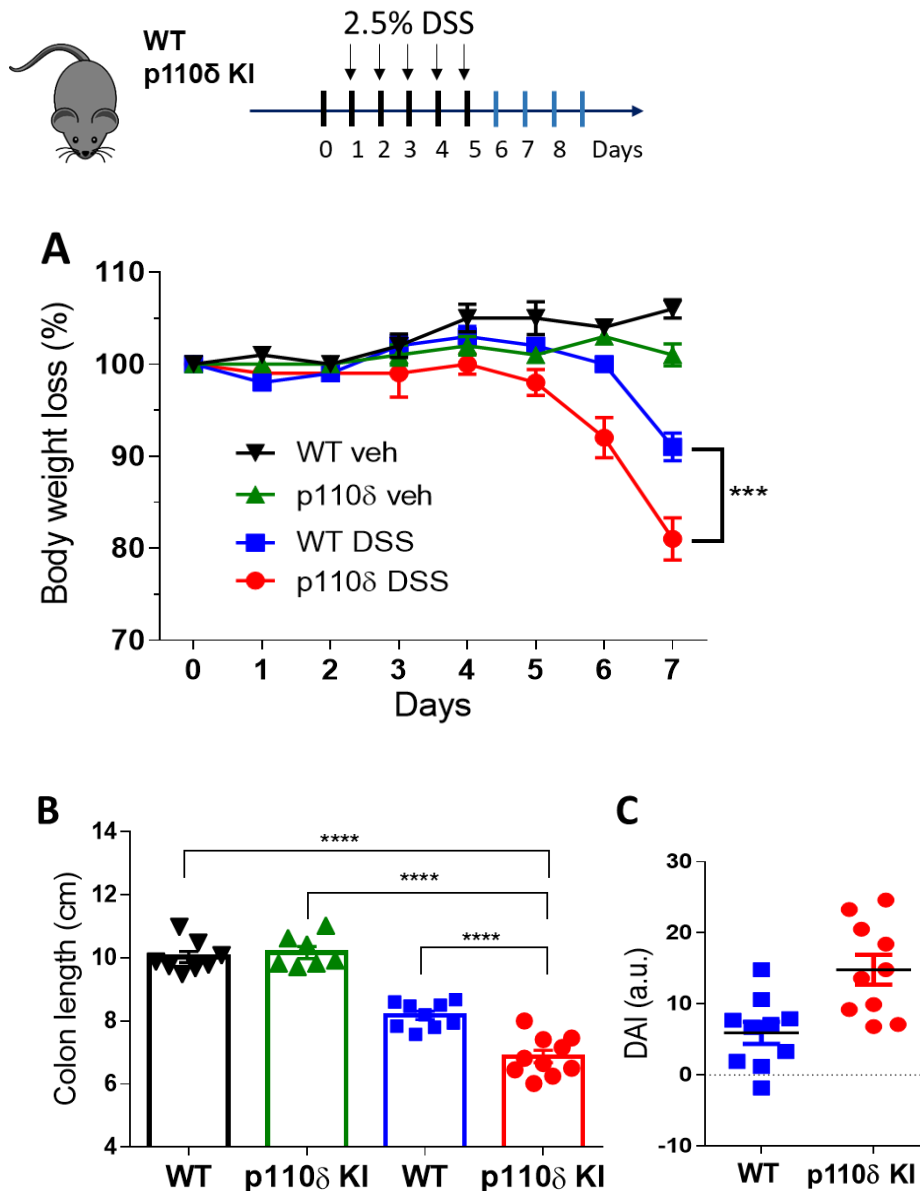 2.5% DSS
WT
p110δ KI
0 1 2 3 4 5 6 7 8 Days
A
110
100
90
80
70
Body weight loss (%)
WT veh
p110δ veh
WT DSS
p110δ DSS
***
0 1 2 3 4 5 6 7
Days
B
14
12
10
8
6
4
Colon length (cm)
****
****
****
WT p110δ KI WT p110δ KI
C
30
20
10
0
-10
DAI (a.u.)
WT p110δ KI